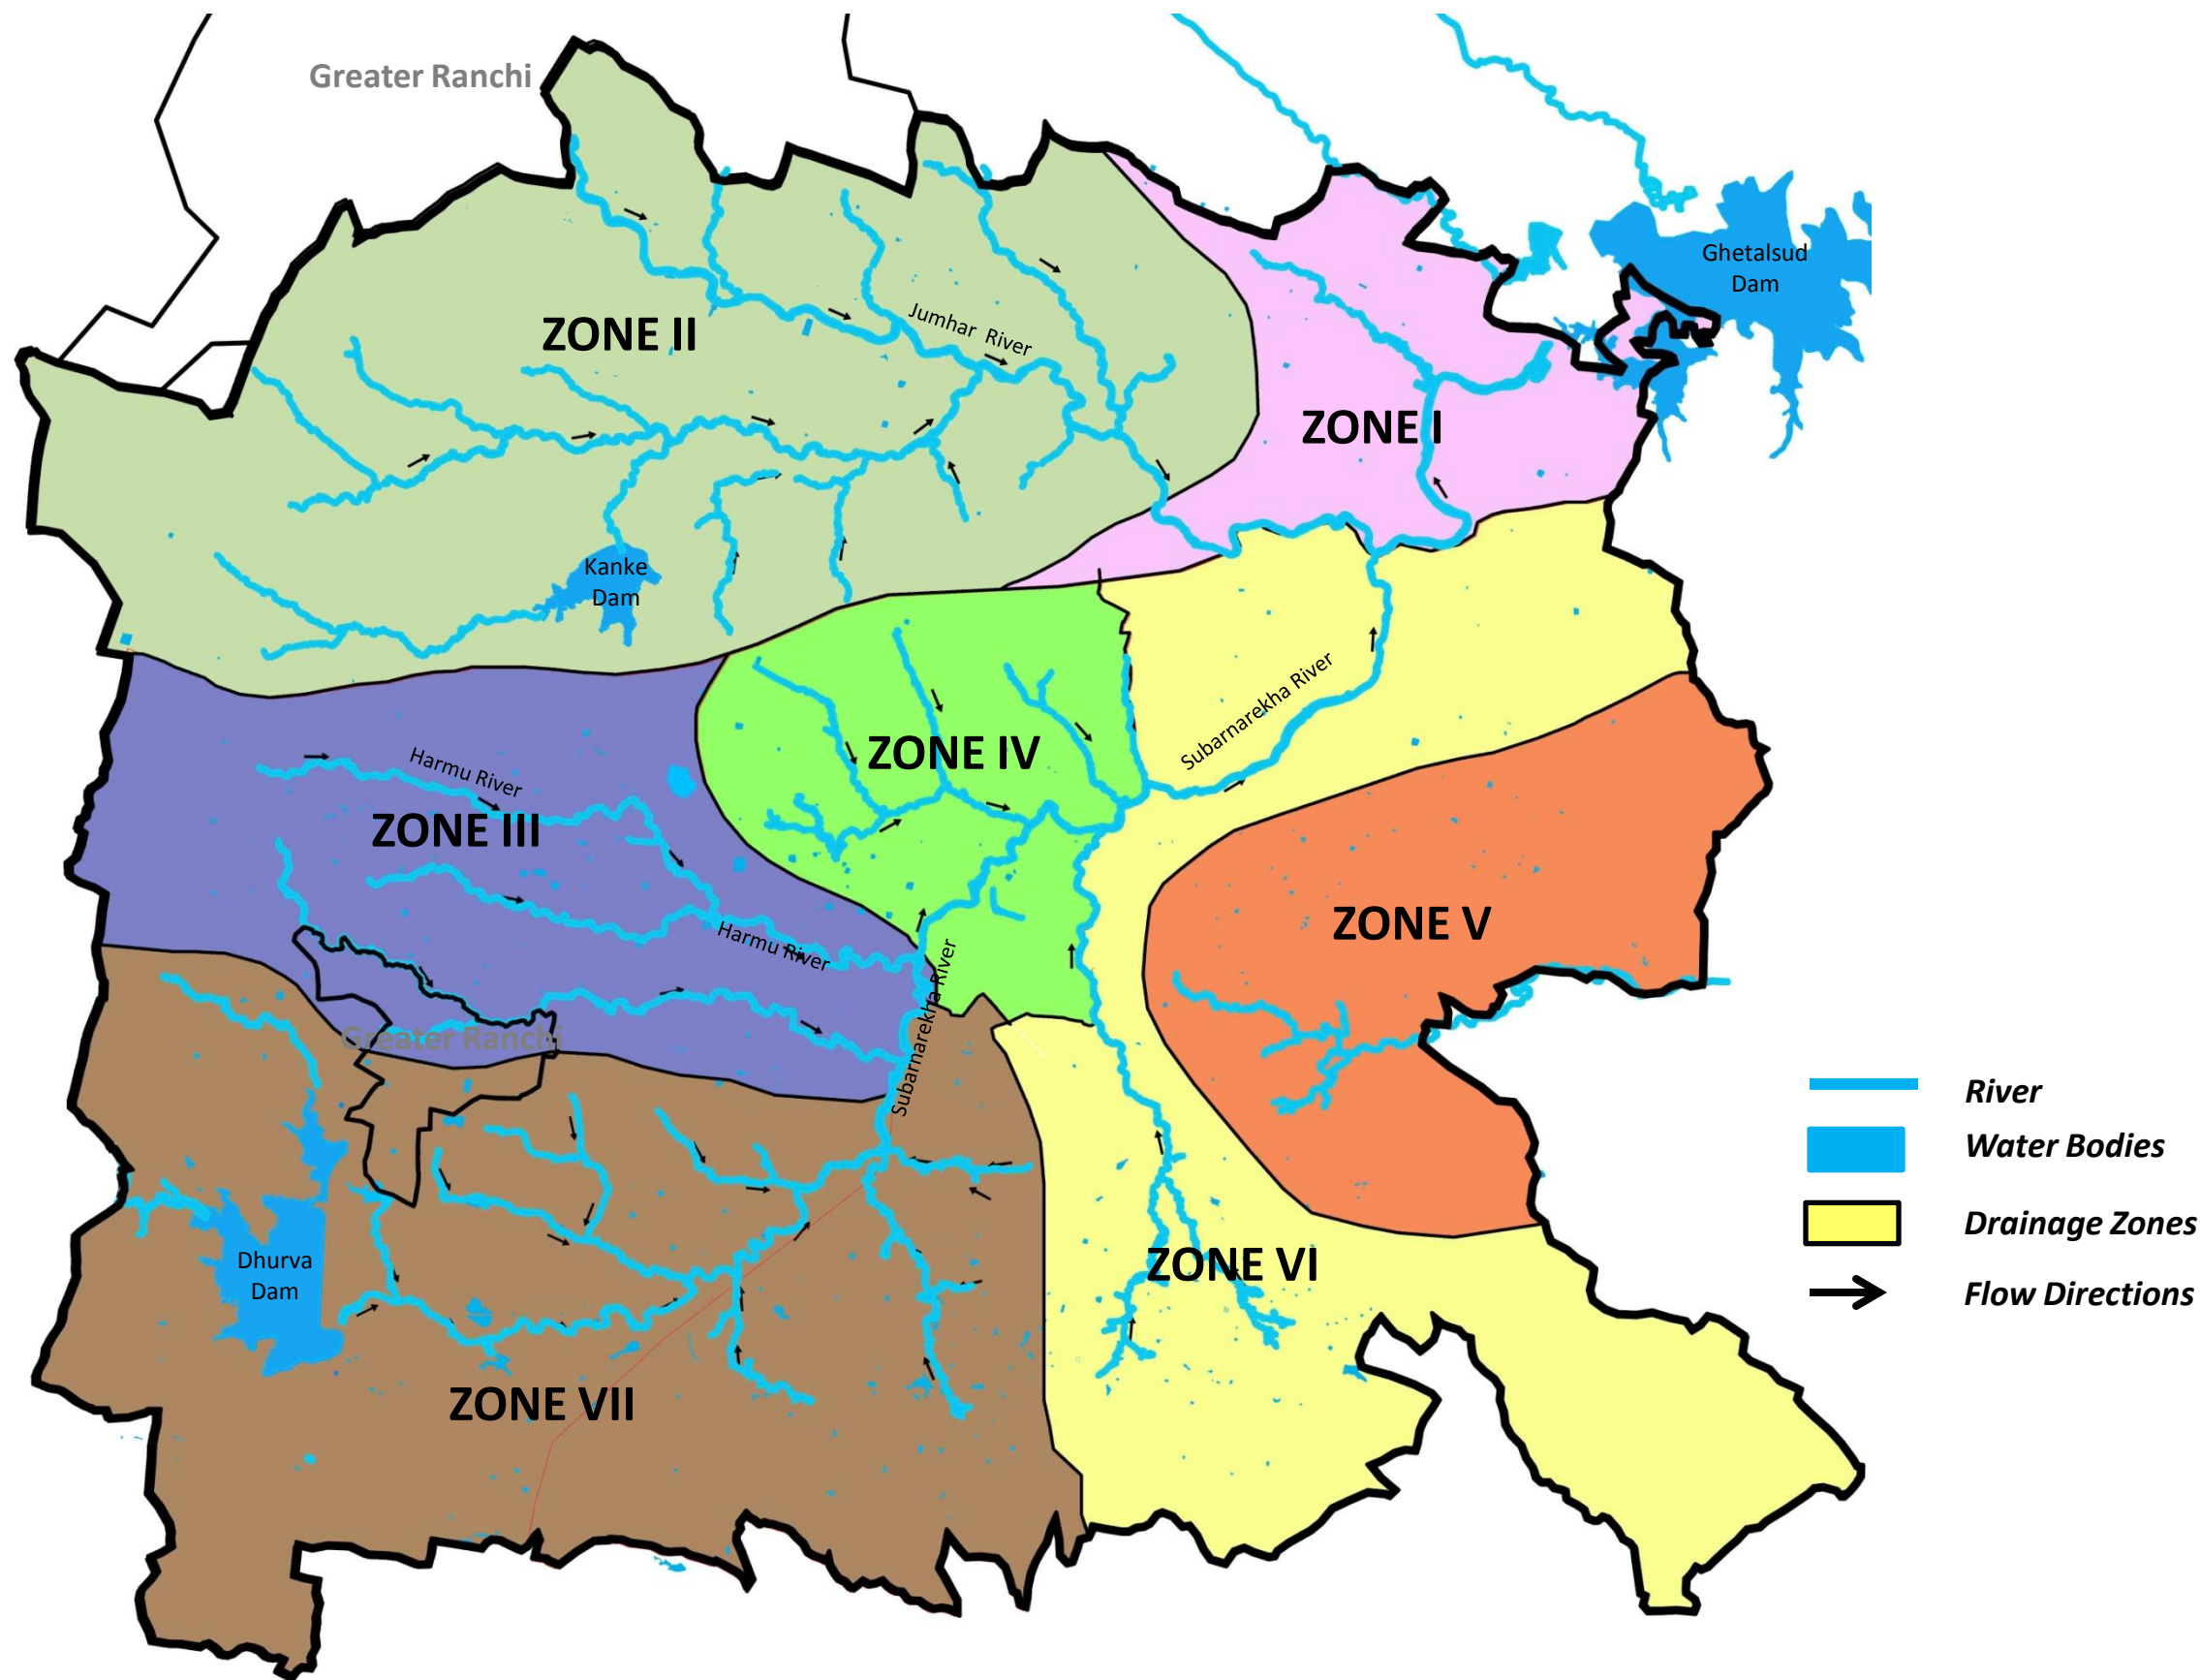 Greater Ranchi
Ghetalsud
Dam
Jumhar River
ZONE II
ZONE I
Kanke
Dam
Subarnarekha River
Harmu River
ZONE IV
ZONE III
ZONE V
Harmu River
Subarnarekha River
Greater Ranchi
River
Water Bodies
Drainage Zones
Flow Directions
Dhurva
Dam
ZONE VI
ZONE VII